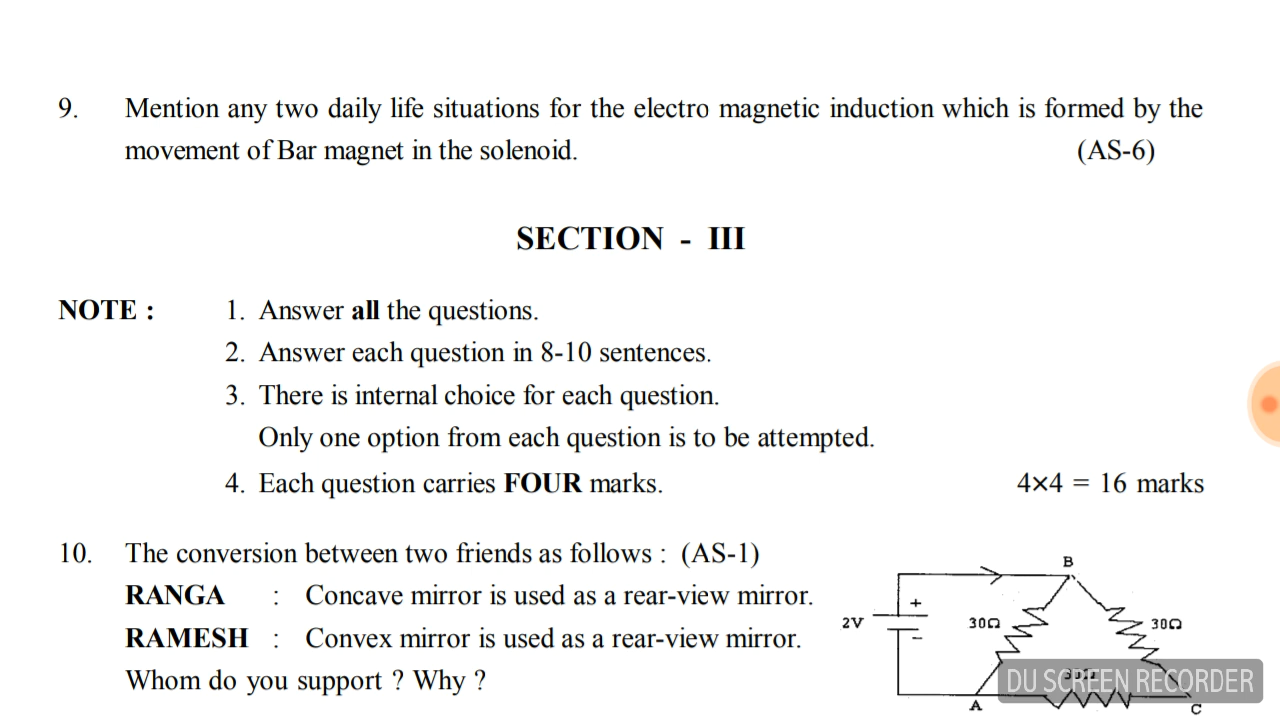 9. Mention any two daily life situations for the electro magnetic induction which is formed by the
movement of Bar magnet in the solenoid. (AS-6)
SECTION - III
NOTE : 1. Answer all the questions.
2. Answer each question in 8-10 sentences.
3. There is internal choice for each question.
Only one option from each question is to be attempted.
4. Each question carries FOUR marks. 4×4 = 16 marks
10. The conversion between two friends as follows : (AS-1)
RANGA : Concave mirror is used as a rear-view mirror.
RAMESH : Convex mirror is used as a rear-view mirror.
Whom do you support ? Why ?
B
+
2V 30Ω 30Ω
-
DU SCREEN RECORDER
A C